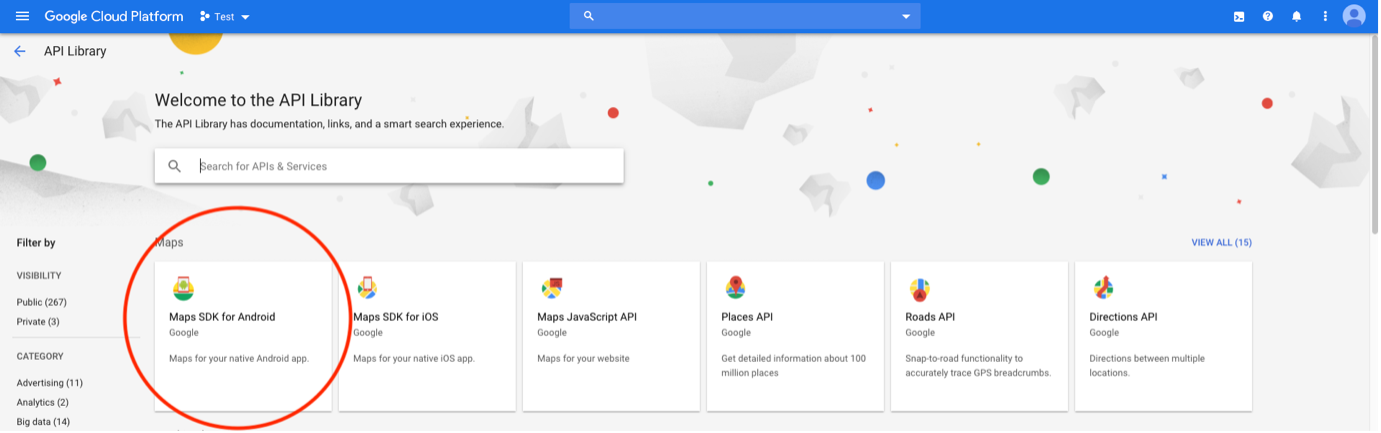 Google Cloud Platform
Test
API Library
Welcome to the API Library
The API Library has documentation, links, and a smart search experience.
Search for APIs & Services
Filter by
Maps
VIEW ALL (15)
VISIBILITY
Public (267)
Private (3)
CATEGORY
Advertising (11)
Analytics (2)
Big data (14)
Maps SDK for Android
Google
Maps for your native Android app.
Maps SDK for iOS
Google
Maps for your native iOS app.
Maps JavaScript API
Google
Maps for your website
Places API
Google
Get detailed information about 100
million places
Roads API
Google
Snap-to-road functionality to
accurately trace GPS breadcrumbs.
Directions API
Google
Directions between multiple
locations.